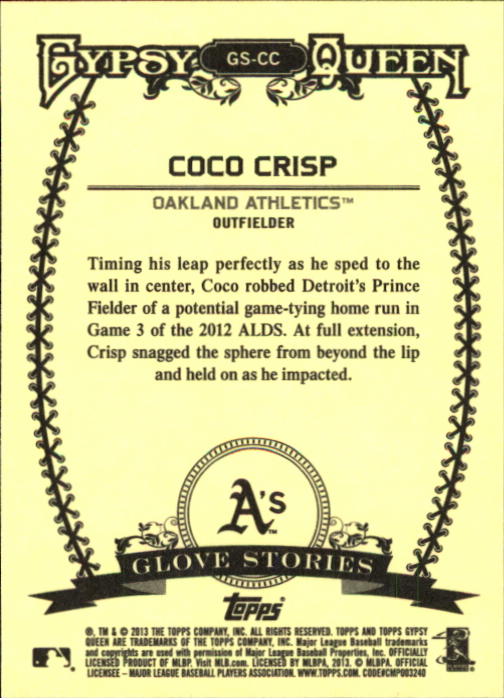 GYPSY GS-CC QUEEN
COCO CRISP
OAKLAND ATHLETICS™
OUTFIELDER
Timing his leap perfectly as he sped to the
wall in center, Coco robbed Detroit's Prince
Fielder of a potential game-tying home run in
Game 3 of the 2012 ALDS. At full extension,
Crisp snagged the sphere from beyond the lip
and held on as he impacted.
A's™
GLOVE STORIES
Topps
®, TM & © 2013 THE TOPPS COMPANY, INC. ALL RIGHTS RESERVED. TOPPS AND TOPPS GYPSY
QUEEN ARE TRADEMARKS OF THE TOPPS COMPANY, INC. Major League Baseball trademarks
and copyrights are used with permission of Major League Baseball Properties, Inc. OFFICIALLY
LICENSED PRODUCT OF MLBP. Visit MLB.com. LICENSED BY MLBPA, 2013. © MLBPA. OFFICIAL
LICENSEE – MAJOR LEAGUE BASEBALL PLAYERS ASSOCIATION. WWW.TOPPS.COM. CODE#CMP003240